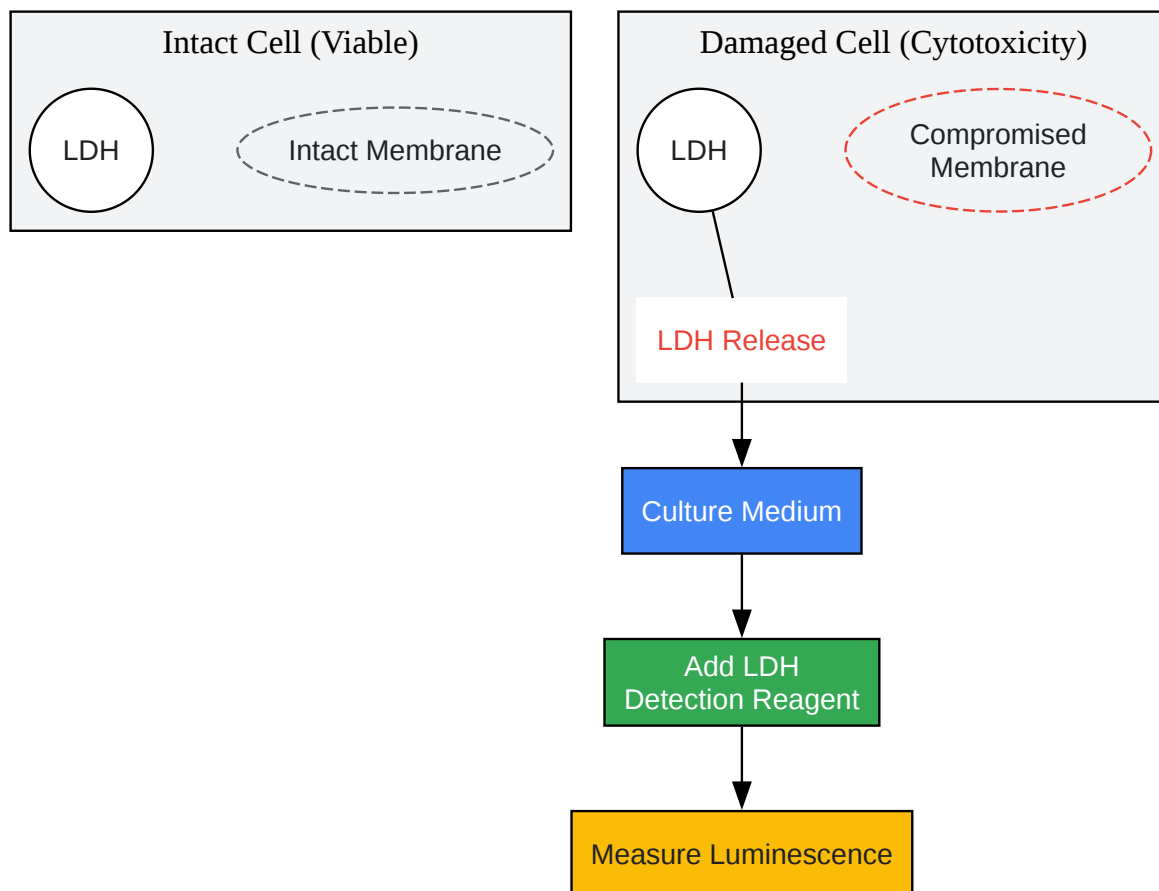 Intact Cell (Viable)
LDH
Intact Membrane
Damaged Cell (Cytotoxicity)
LDH
Compromised
Membrane
LDH Release
Culture Medium
Add LDH
Detection Reagent
Measure Luminescence